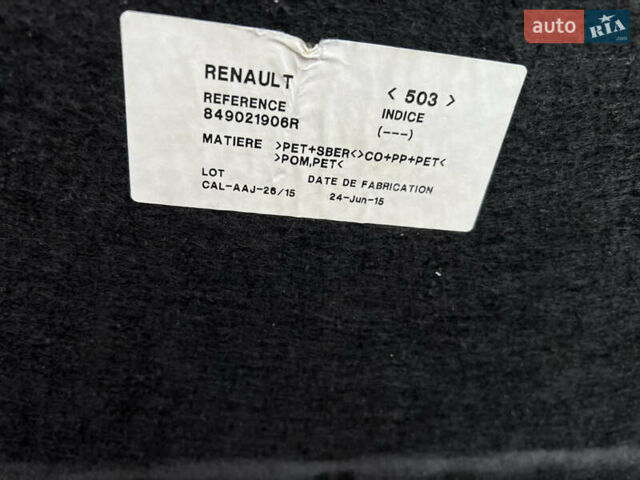 auto RIA.com
RENAULT
< 503 >
REFERENCE
849021906R
INDICE
(---)
MATIERE >PET+SBER<>CO+PP+PET<
>POM,PET<
LOT
CAL-AAJ-26/15
DATE DE FABRICATION
24-Jun-15